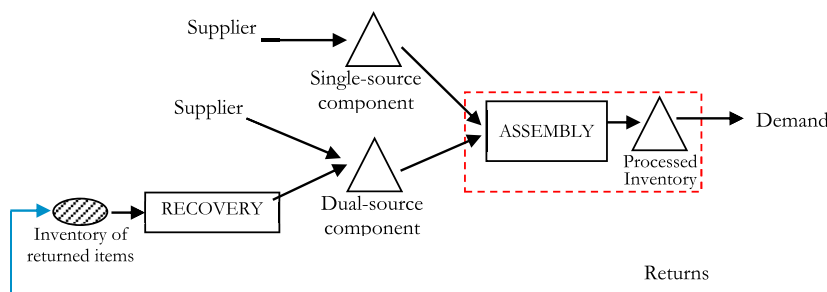 Supplier
Single-source
component
Supplier
ASSEMBLY
Demand
Processed
Inventory
RECOVERY
Dual-source
component
Inventory of
returned items
Returns